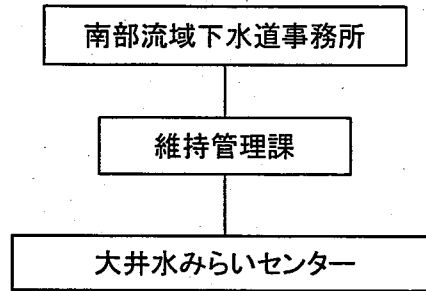 南部流域下水道事務所
維持管理課
大井水みらいセンター